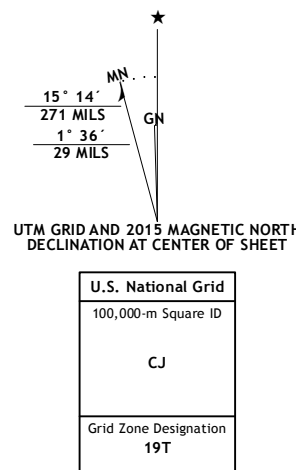 ★
MN
15° 14´
271 MILS
GN
1° 36´
29 MILS
UTM GRID AND 2015 MAGNETIC NORTH
DECLINATION AT CENTER OF SHEET
U.S. National Grid
100,000-m Square ID
CJ
Grid Zone Designation
19T